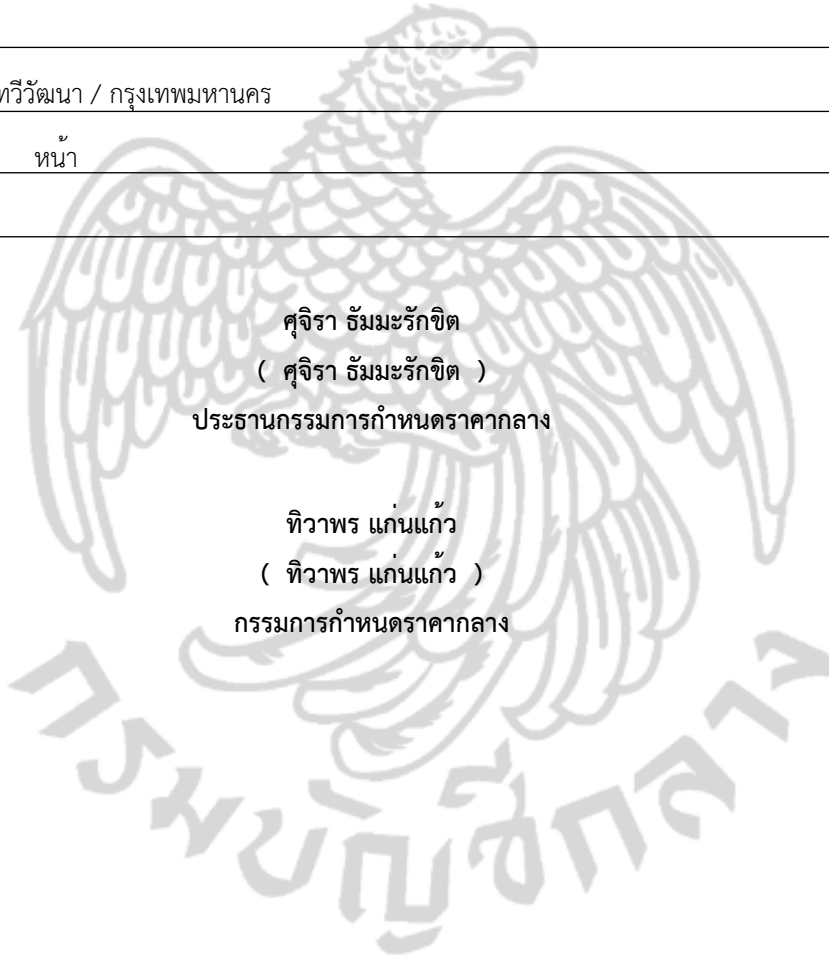 ทวีวัฒนา / กรุงเทพมหานคร
หน้า
ศุจิรา ธัมมะรักขิต
( ศุจิรา ธัมมะรักขิต )
ประธานกรรมการกำหนดราคากลาง
ทิวาพร แก่นแก้ว
( ทิวาพร แก่นแก้ว )
กรรมการกำหนดราคากลาง
กรมบัญชีกลาง